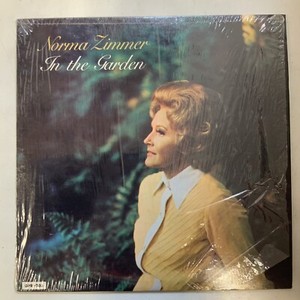 Norma Zimmer
In the Garden